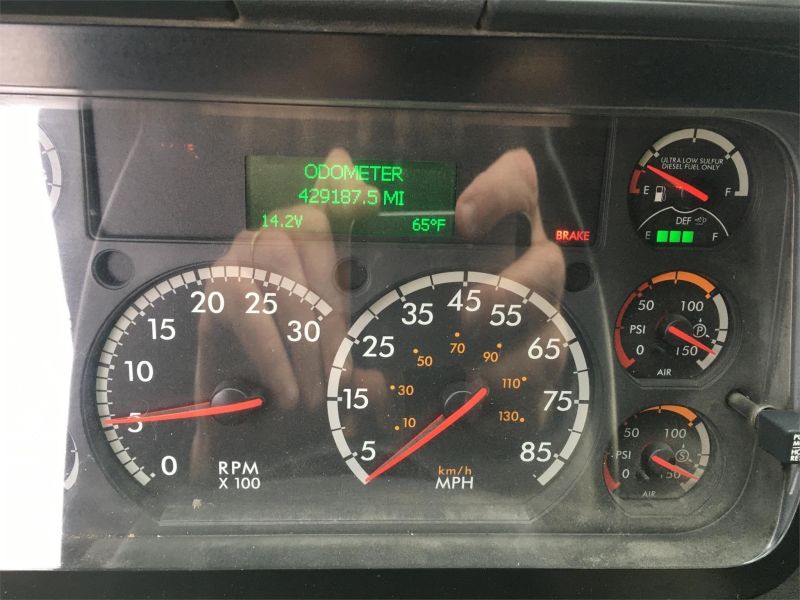 ODOMETER
429187.5 MI
14.2V 65°F
BRAKE
ULTRA LOW SULFUR
DIESEL FUEL ONLY
E F
DEF
E F
0 5 10 15 20 25 30
RPM
X 100
5 15 25 35 45 55 65 75 85
10 30 50 70 90 110 130
km/h
MPH
50 100
PSI P
0 150
AIR
50 100
PSI S
0 150
AIR